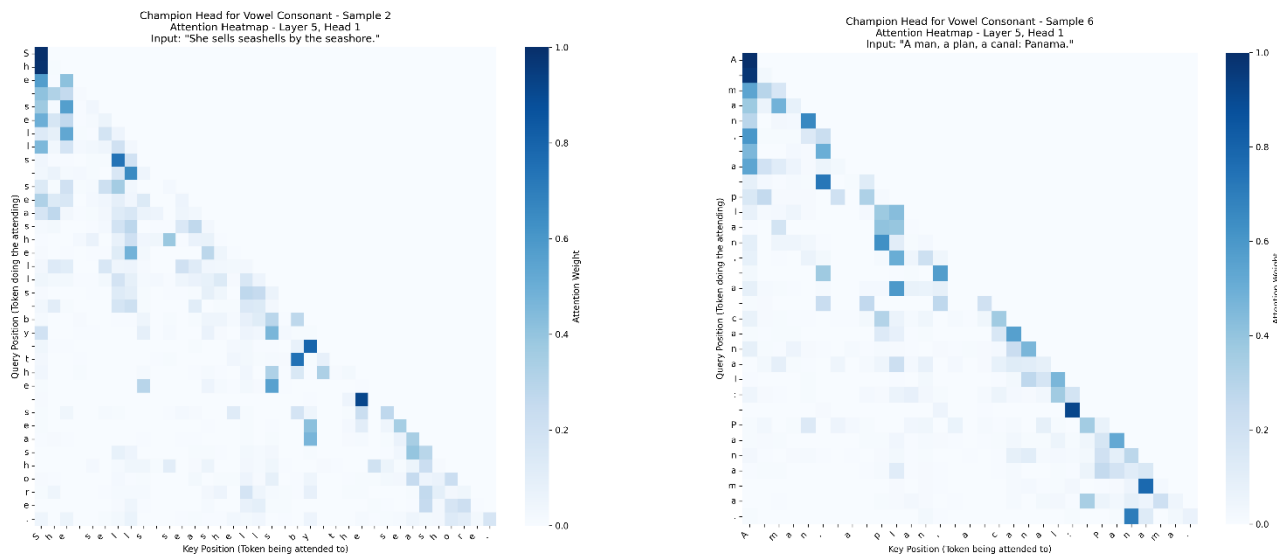 Champion Head for Vowel Consonant - Sample 2
Attention Heatmap - Layer 5, Head 1
Input: "She sells seashells by the seashore."
Query Position (Token doing the attending)
S
h
e
s
e
l
l
s
s
e
a
s
h
e
l
l
s
b
y
t
h
e
s
e
a
s
h
o
r
e
.
S h e s e l l s s e a s h e l l s b y t h e s e a s h o r e .
Key Position (Token being attended to)
1.0
0.8
0.6
0.4
0.2
0.0
Attention Weight
Champion Head for Vowel Consonant - Sample 6
Attention Heatmap - Layer 5, Head 1
Input: "A man, a plan, a canal: Panama."
Query Position (Token doing the attending)
A
m
a
n
,
a
p
l
a
n
,
a
c
a
n
a
l
:
P
a
n
a
m
a
.
A m a n , a p l a n , a c a n a l : P a n a m a .
Key Position (Token being attended to)
1.0
0.8
0.6
0.4
0.2
0.0
Attention Weight